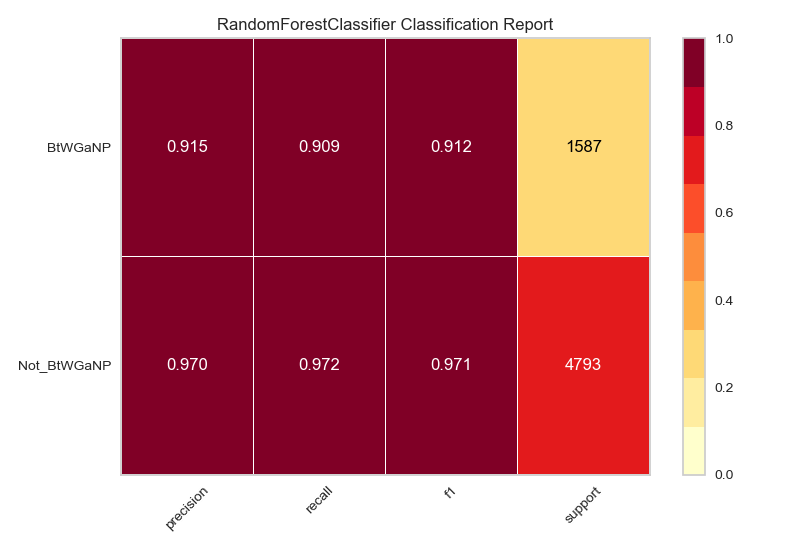 RandomForestClassifier Classification Report
1.0
BtWGaNP 0.915 0.909 0.912 1587
0.8
0.6
0.4
Not_BtWGaNP 0.970 0.972 0.971 4793
0.2
0.0
precision recall f1 support